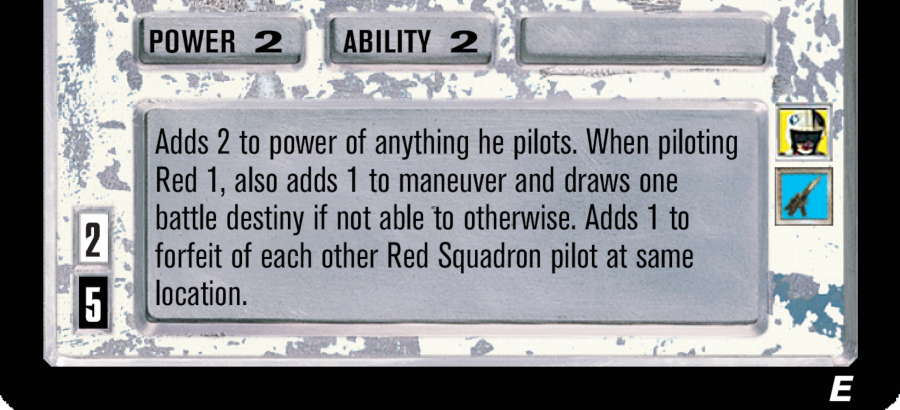 POWER 2 ABILITY 2
Adds 2 to power of anything he pilots. When piloting
Red 1, also adds 1 to maneuver and draws one
battle destiny if not able to otherwise. Adds 1 to
forfeit of each other Red Squadron pilot at same
location.
2
5
E